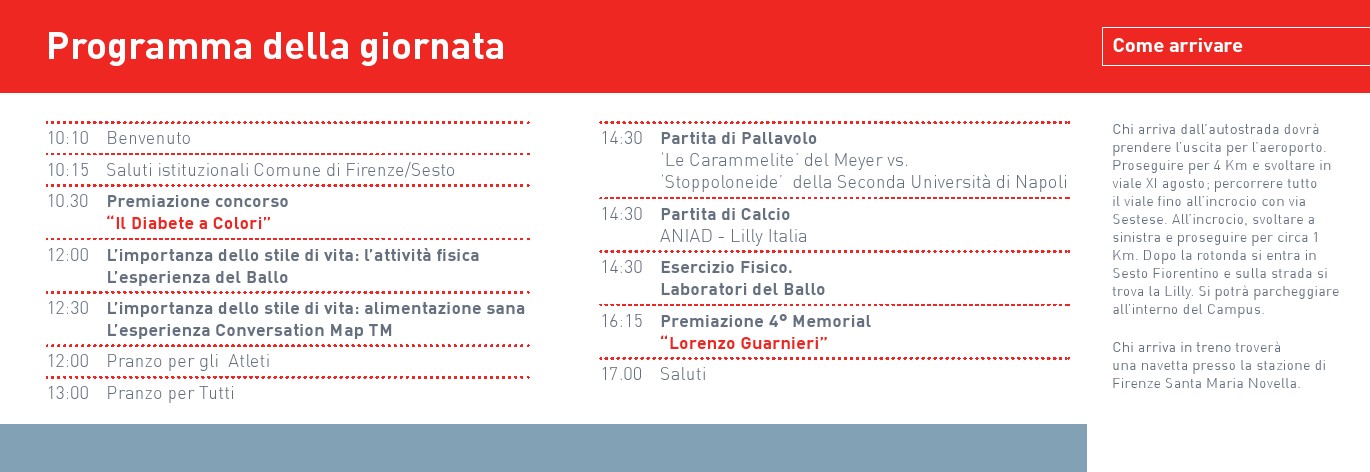 Programma della giornata
Come arrivare
10:10 Benvenuto
10:15 Saluti istituzionali Comune di Firenze/Sesto
10.30 Premiazione concorso
“Il Diabete a Colori”
12:00 L’importanza dello stile di vita: l’attività fisica
L’esperienza del Ballo
12:30 L’importanza dello stile di vita: alimentazione sana
L’esperienza Conversation Map TM
12:00 Pranzo per gli Atleti
13:00 Pranzo per Tutti
14:30 Partita di Pallavolo
‘Le Carammelite’ del Meyer vs.
‘Stoppoloneide’ della Seconda Università di Napoli
14:30 Partita di Calcio
ANIAD - Lilly Italia
14:30 Esercizio Fisico.
Laboratori del Ballo
16:15 Premiazione 4° Memorial
“Lorenzo Guarnieri”
17.00 Saluti
Chi arriva dall’autostrada dovrà
prendere l’uscita per l’aeroporto.
Proseguire per 4 Km e svoltare in
viale XI agosto; percorrere tutto
il viale fino all’incrocio con via
Sestese. All’incrocio, svoltare a
sinistra e proseguire per circa 1
Km. Dopo la rotonda si entra in
Sesto Fiorentino e sulla strada si
trova la Lilly. Si potrà parcheggiare
all’interno del Campus.
Chi arriva in treno troverà
una navetta presso la stazione di
Firenze Santa Maria Novella.